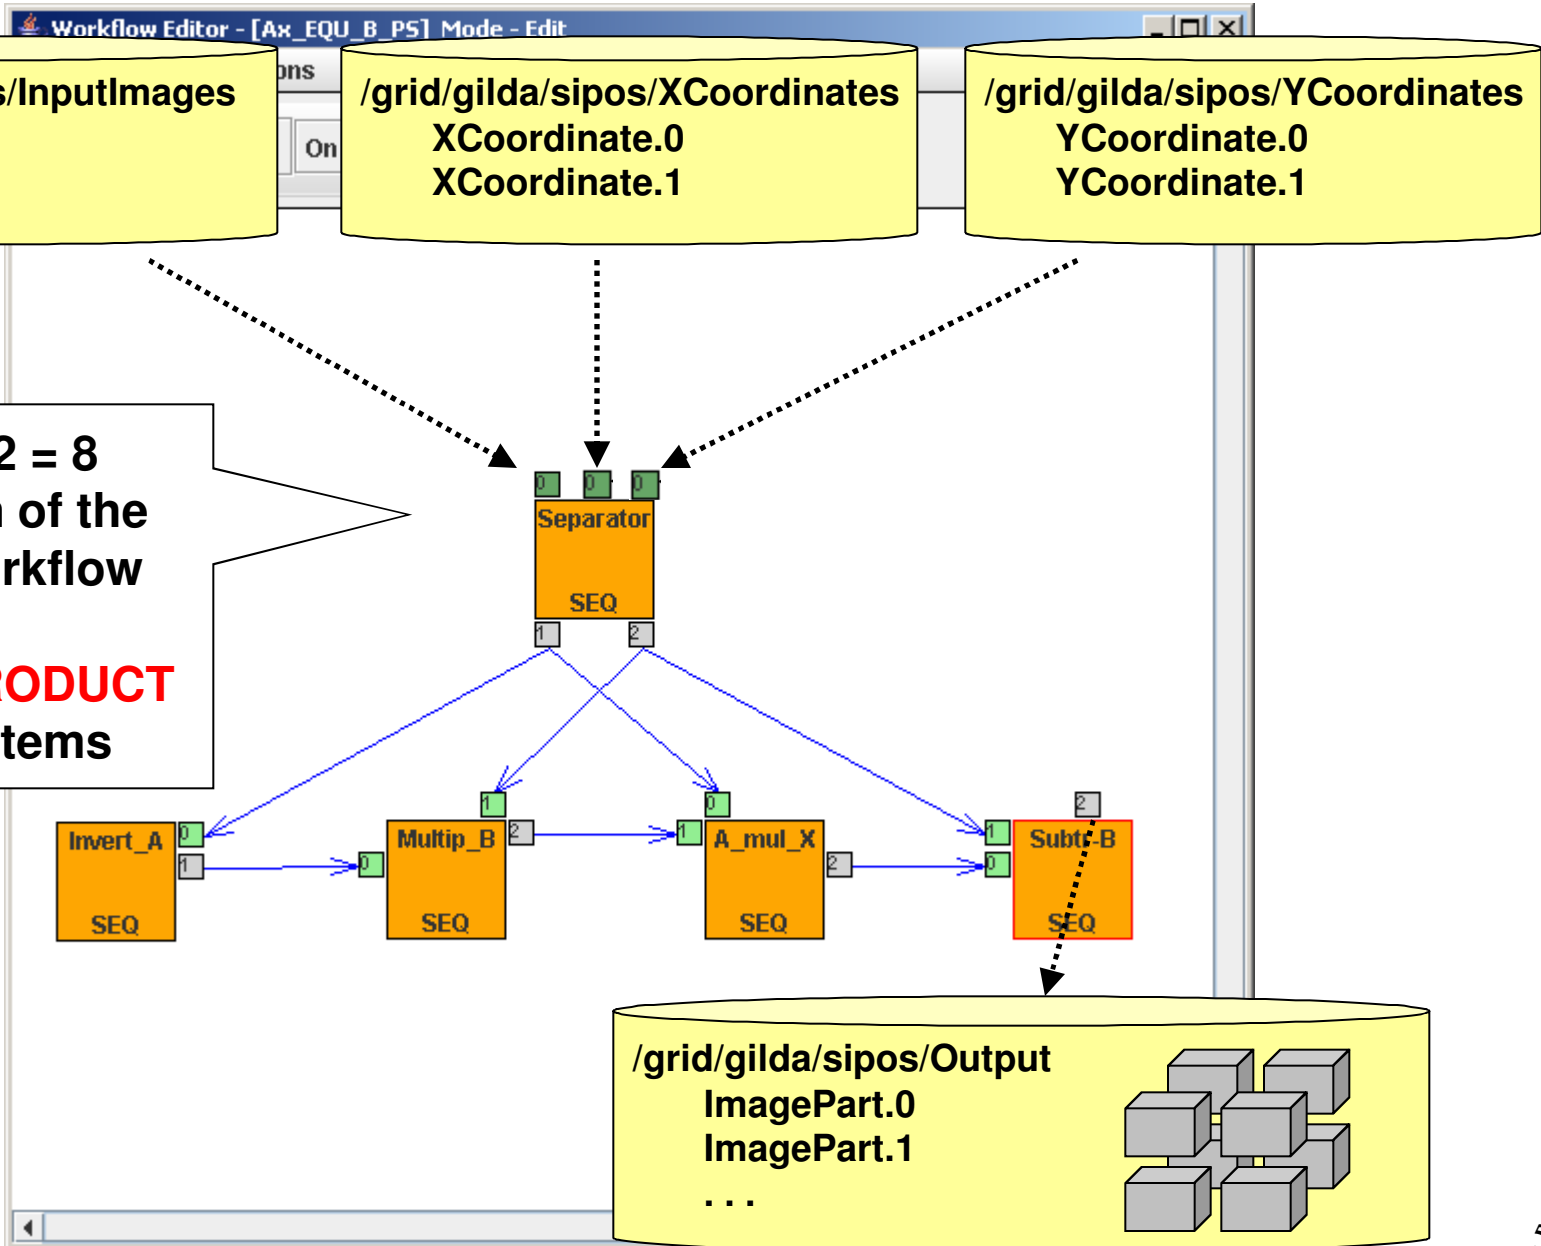 Workflow Editor - [Ax_EQU_B_PS] Mode - Edit
ons
On
s/InputImages
/grid/gilda/sipos/XCoordinates
XCoordinate.0
XCoordinate.1
/grid/gilda/sipos/YCoordinates
YCoordinate.0
YCoordinate.1
2 = 8
of the
rkflow
RODUCT
tems
0 0 0
Separator
SEQ
1 2
Invert_A
SEQ
0
1
1
0
Multip_B
SEQ
2
0
1
A_mul_X
SEQ
2
2
1
0
Subtr-B
SEQ
/grid/gilda/sipos/Output
ImagePart.0
ImagePart.1
. . .